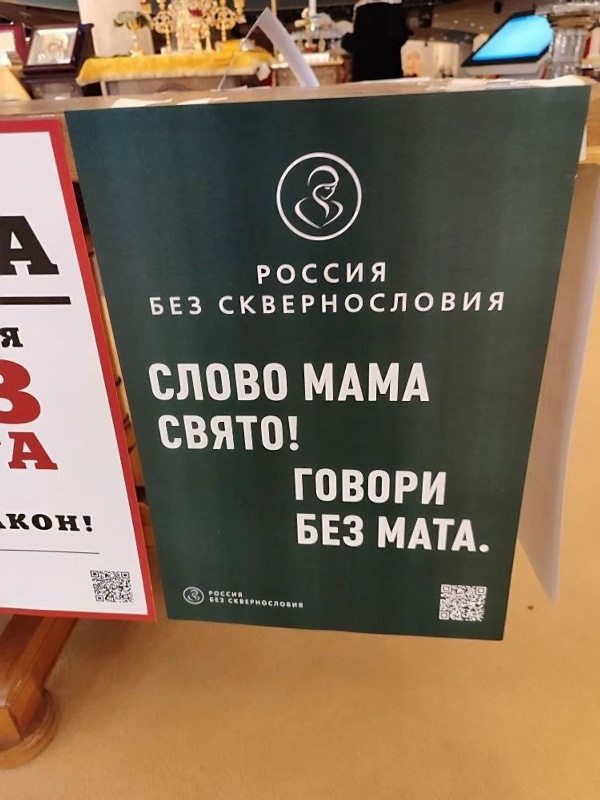 А
Я
З
А
АКОН!
РОССИЯ
БЕЗ СКВЕРНОСЛОВИЯ
СЛОВО МАМА
СВЯТО!
ГОВОРИ
БЕЗ МАТА.
РОССИЯ
БЕЗ СКВЕРНОСЛОВИЯ